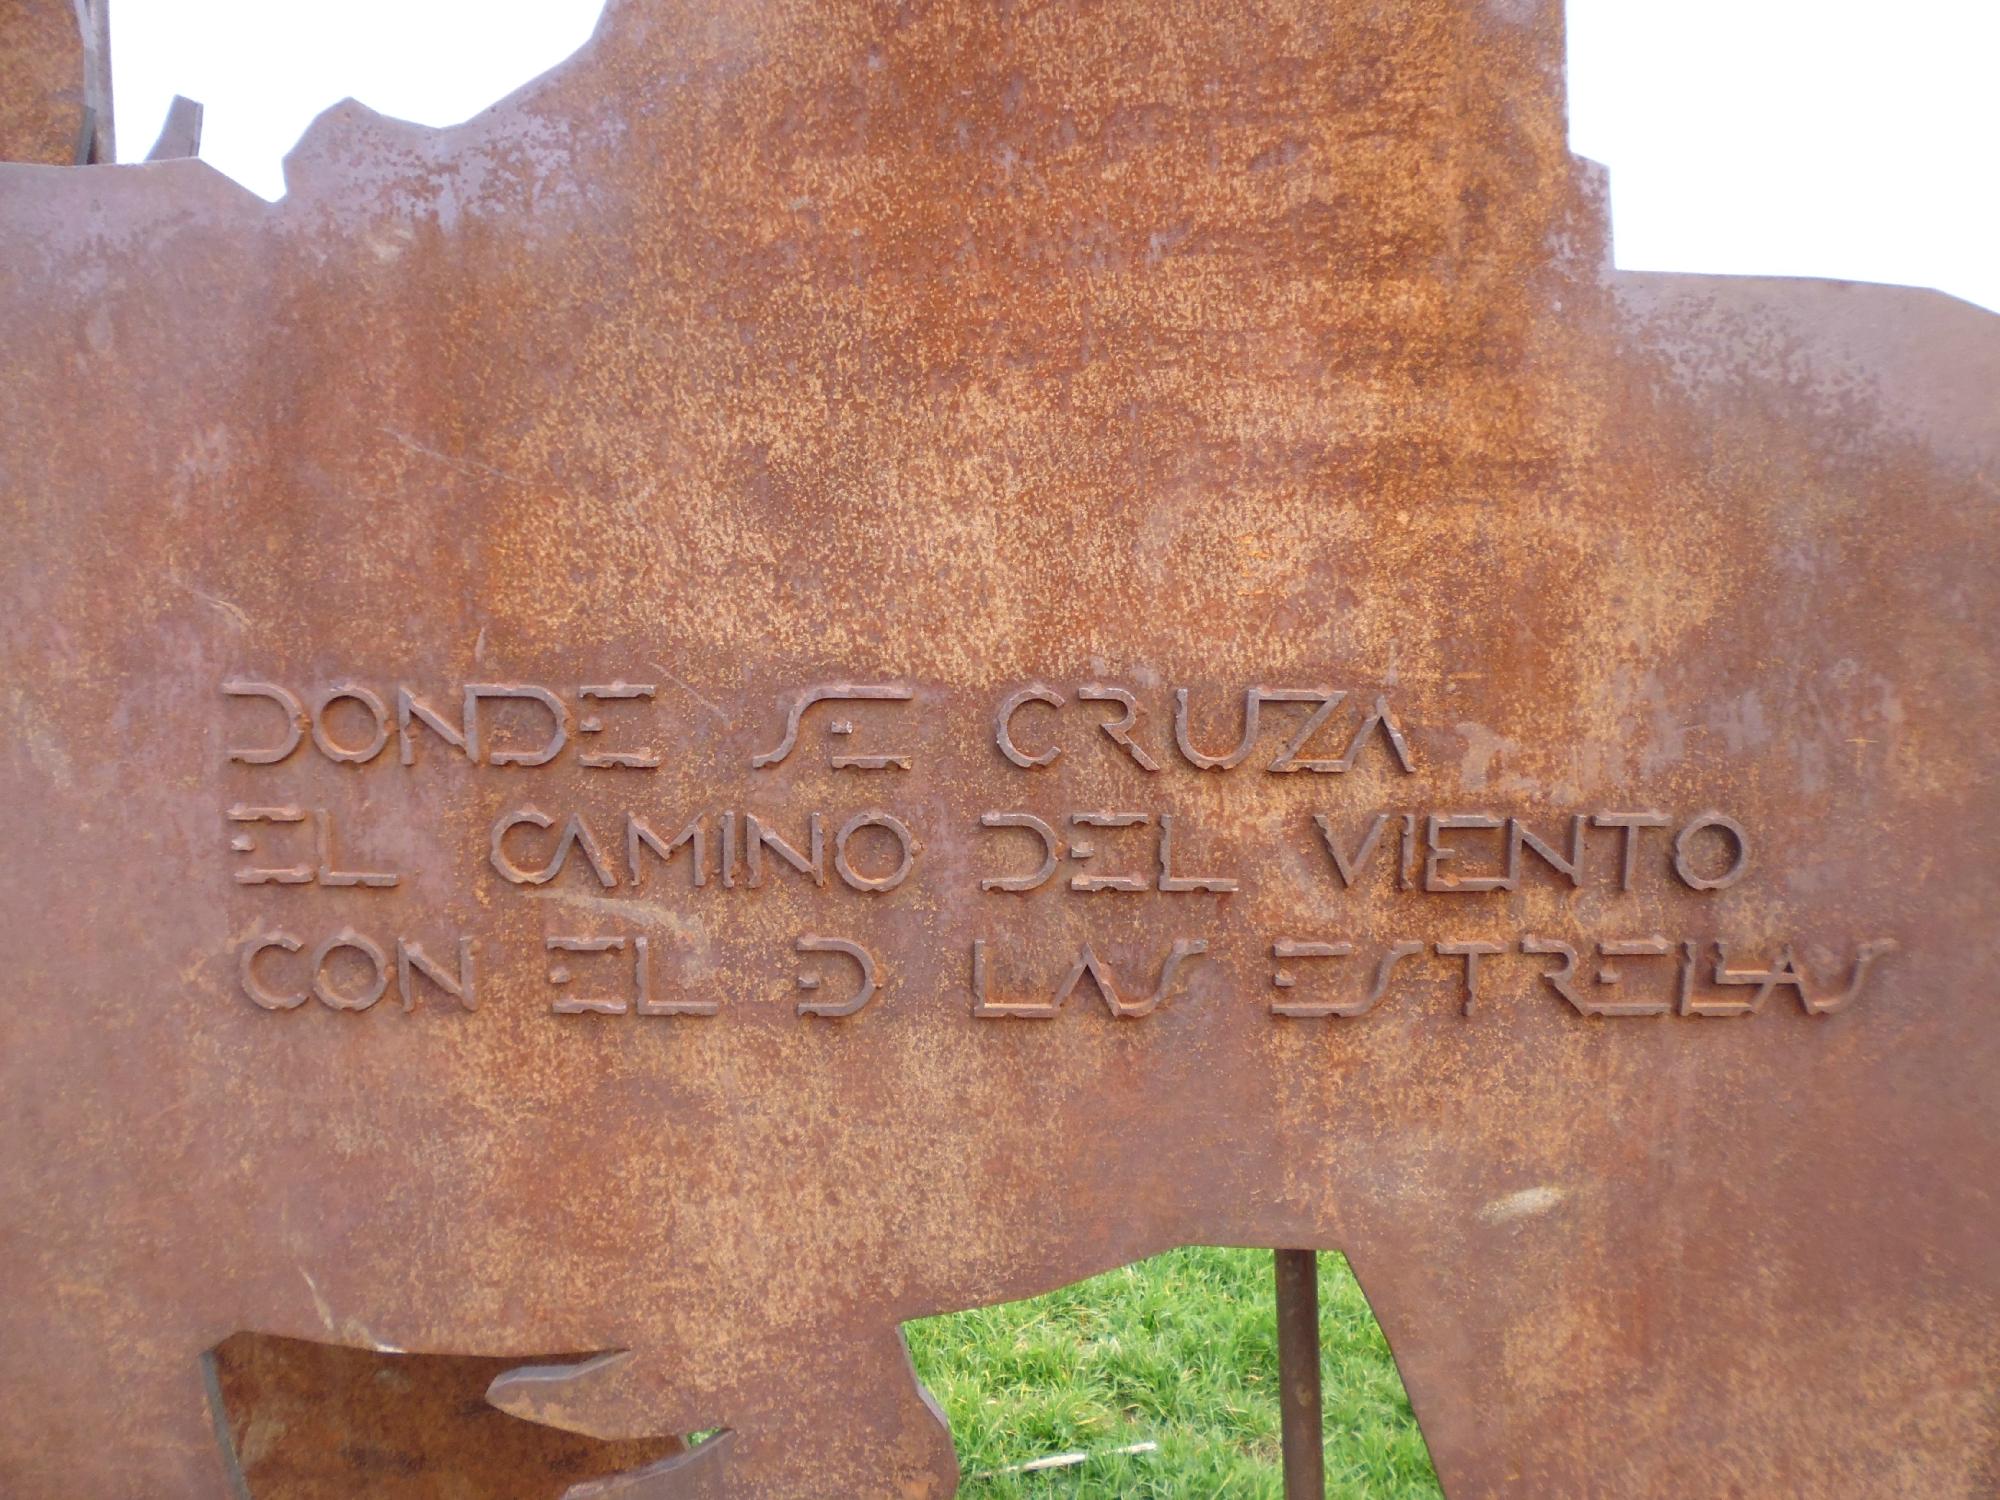 DONDE SE CRUZA
EL CAMINO DEL VIENTO
CON EL D LAS ESTRELLAS